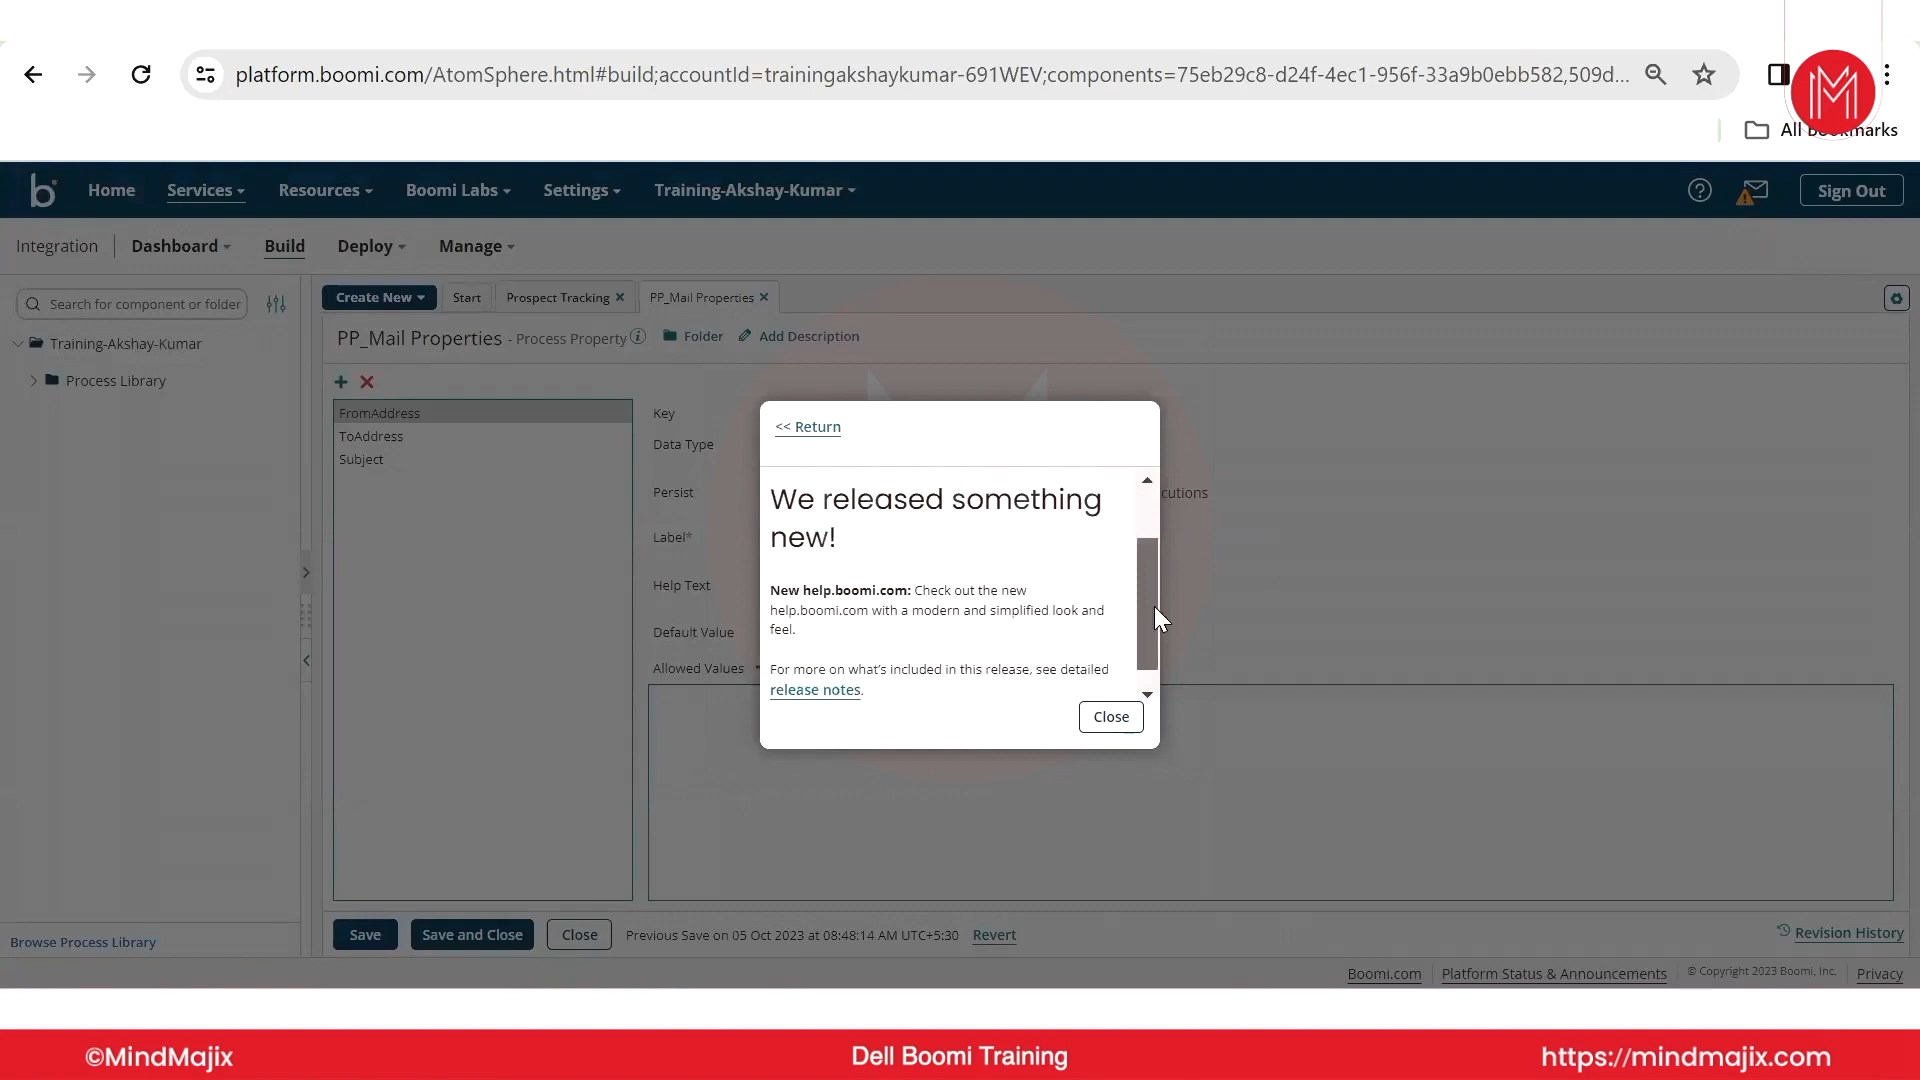 platform.boomi.com/AtomSphere.html#build;accountId=trainingakshaykumar-691WEV;components=75eb29c8-d24f-4ec1-956f-33a9b0ebb582,509d...
All Bookmarks
Home Services Resources Boomi Labs Settings Training-Akshay-Kumar Sign Out
Integration Dashboard Build Deploy Manage
Search for component or folder
Create New Start Prospect Tracking PP_Mail Properties
PP_Mail Properties - Process Property Folder Add Description
Training-Akshay-Kumar
Process Library
FromAddress
ToAddress
Subject
Key
Data Type
Persist
cutions
Label*
Help Text
Default Value
Allowed Values
<< Return
We released something
new!
New help.boomi.com: Check out the new
help.boomi.com with a modern and simplified look and
feel.
For more on what's included in this release, see detailed
release notes.
Close
Save Save and Close Close Previous Save on 05 Oct 2023 at 08:48:14 AM UTC+5:30 Revert Revision History
Browse Process Library
Boomi.com Platform Status & Announcements © Copyright 2023 Boomi, Inc. Privacy
©MindMajix Dell Boomi Training https://mindmajix.com